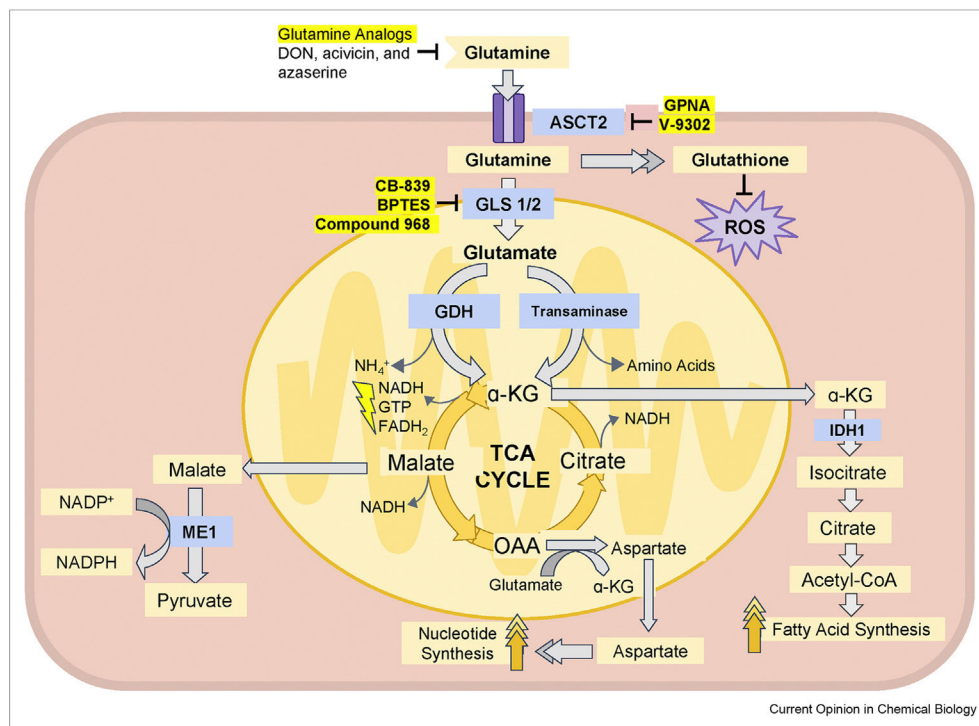 Glutamine Analogs
DON, acivicin, and
azaserine
Glutamine
ASCT2
GPNA
V-9302
Glutamine
Glutathione
CB-839
BPTES
Compound 968
GLS 1/2
ROS
Glutamate
GDH
Transaminase
NH₄⁺
Amino Acids
NADH
GTP
FADH₂
α-KG
α-KG
NADH
IDH1
TCA
CYCLE
Malate
Citrate
Malate
Isocitrate
NADP⁺
NADH
ME1
Citrate
OAA
Aspartate
NADPH
Glutamate
α-KG
Acetyl-CoA
Pyruvate
Fatty Acid Synthesis
Nucleotide
Synthesis
Aspartate
Current Opinion in Chemical Biology